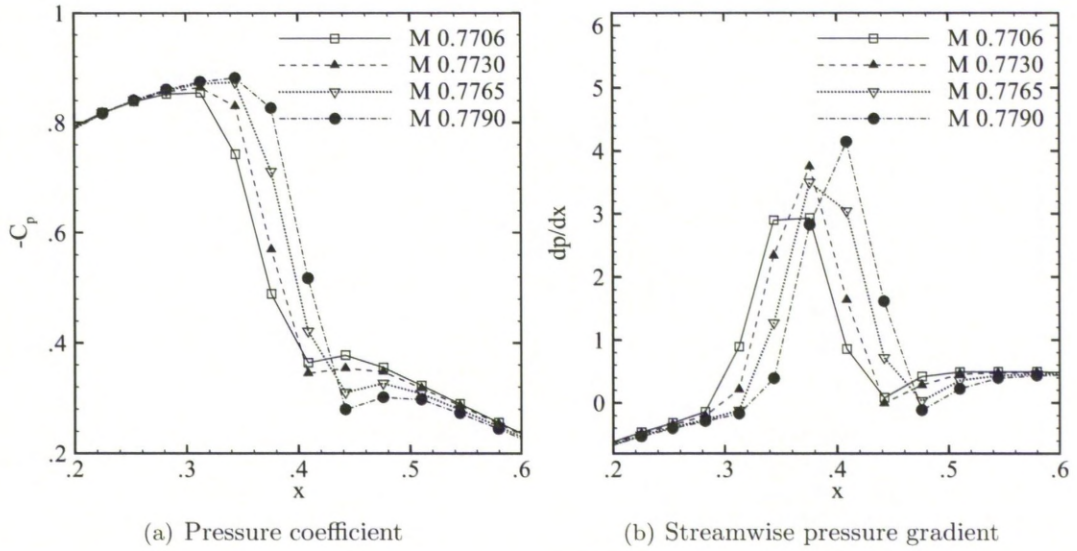 1
.8
.6
.4
.2
-Cp
.2
.3
.4
.5
.6
x
M 0.7706
M 0.7730
M 0.7765
M 0.7790
(a) Pressure coefficient
6
5
4
3
2
1
0
dp/dx
.2
.3
.4
.5
.6
x
M 0.7706
M 0.7730
M 0.7765
M 0.7790
(b) Streamwise pressure gradient